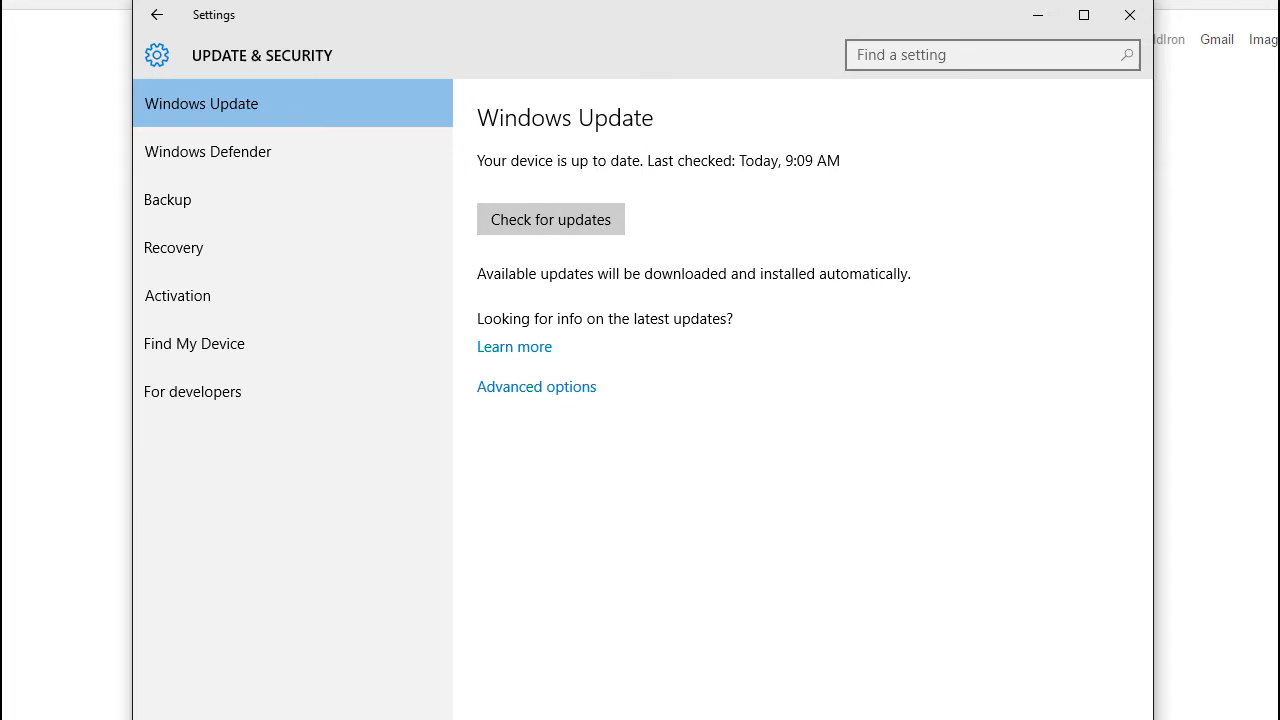 Settings
UPDATE & SECURITY
Find a setting
Gmail
Windows Update
Windows Defender
Backup
Recovery
Activation
Find My Device
For developers
Windows Update
Your device is up to date. Last checked: Today, 9:09 AM
Check for updates
Available updates will be downloaded and installed automatically.
Looking for info on the latest updates?
Learn more
Advanced options